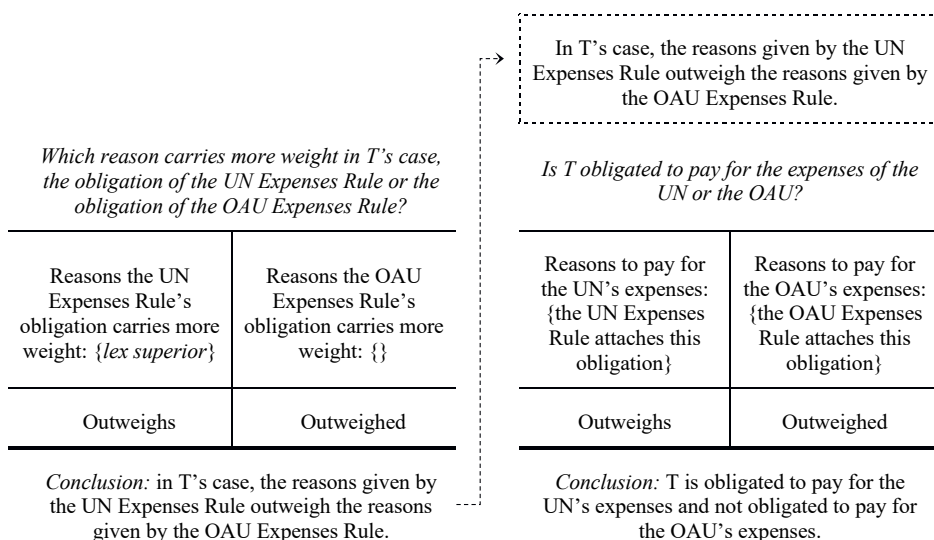 In T’s case, the reasons given by the UN
Expenses Rule outweigh the reasons given by
the OAU Expenses Rule.
Which reason carries more weight in T’s case,
the obligation of the UN Expenses Rule or the
obligation of the OAU Expenses Rule?
Reasons the UN
Expenses Rule’s
obligation carries more
weight: {lex superior}
Reasons the OAU
Expenses Rule’s
obligation carries more
weight: {}
Outweighs
Outweighed
Conclusion: in T’s case, the reasons given by
the UN Expenses Rule outweigh the reasons
given by the OAU Expenses Rule.
Is T obligated to pay for the expenses of the
UN or the OAU?
Reasons to pay for
the UN’s expenses:
{the UN Expenses
Rule attaches this
obligation}
Reasons to pay for
the OAU’s expenses:
{the OAU Expenses
Rule attaches this
obligation}
Outweighs
Outweighed
Conclusion: T is obligated to pay for the
UN’s expenses and not obligated to pay for
the OAU’s expenses.